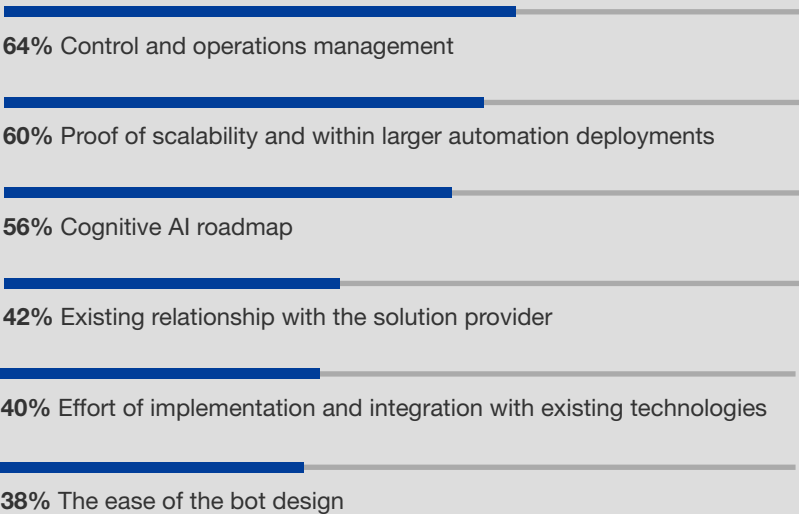 64% Control and operations management
60% Proof of scalability and within larger automation deployments
56% Cognitive AI roadmap
42% Existing relationship with the solution provider
40% Effort of implementation and integration with existing technologies
38% The ease of the bot design